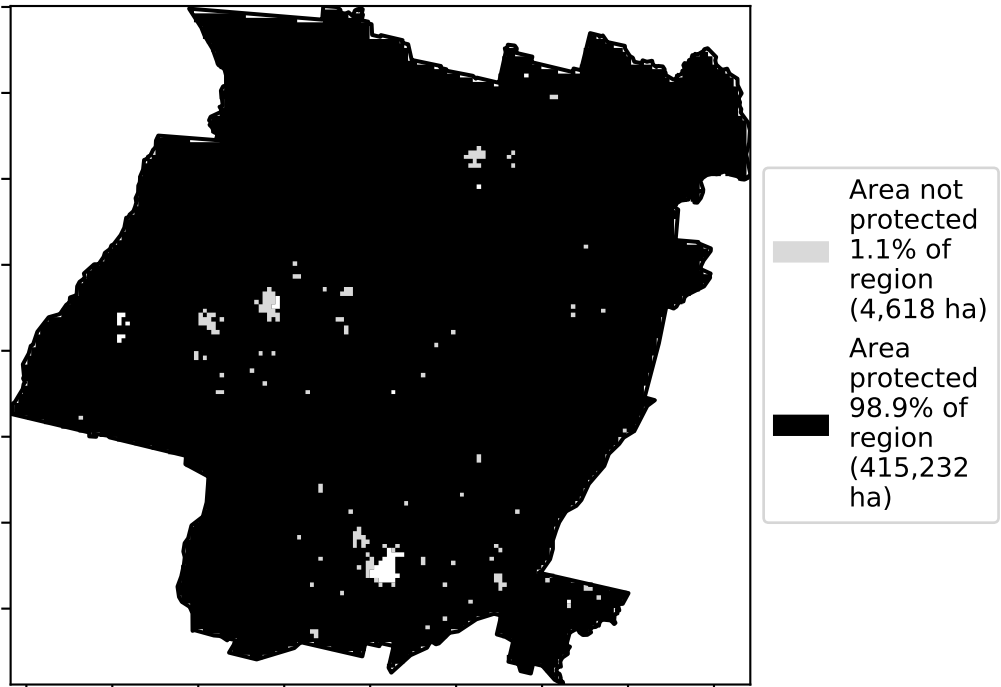 Area not
protected
1.1% of
region
(4,618 ha)
Area
protected
98.9% of
region
(415,232
ha)